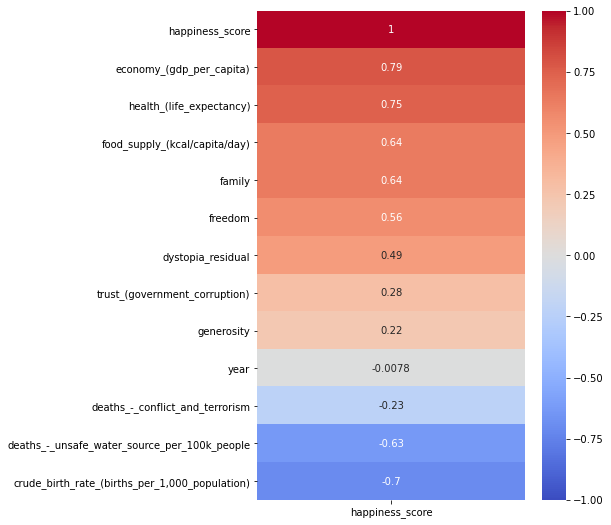 happiness_score 1
economy_(gdp_per_capita) 0.79
health_(life_expectancy) 0.75
food_supply_(kcal/capita/day) 0.64
family 0.64
freedom 0.56
dystopia_residual 0.49
trust_(government_corruption) 0.28
generosity 0.22
year -0.0078
deaths_-_conflict_and_terrorism -0.23
deaths_-_unsafe_water_source_per_100k_people -0.63
crude_birth_rate_(births_per_1,000_population) -0.7
happiness_score
1.00
0.75
0.50
0.25
0.00
−0.25
−0.50
−0.75
−1.00